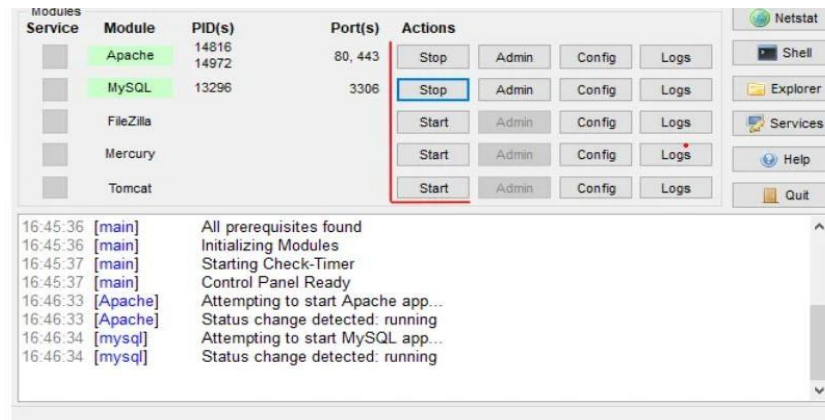 Modules
Service Module PID(s) Port(s) Actions
Apache 14816 14972 80, 443 Stop Admin Config Logs
MySQL 13296 3306 Stop Admin Config Logs
FileZilla Start Admin Config Logs
Mercury Start Admin Config Logs
Tomcat Start Admin Config Logs
Netstat
Shell
Explorer
Services
Help
Quit
16:45:36 [main] All prerequisites found
16:45:36 [main] Initializing Modules
16:45:37 [main] Starting Check-Timer
16:45:37 [main] Control Panel Ready
16:46:33 [Apache] Attempting to start Apache app...
16:46:33 [Apache] Status change detected: running
16:46:34 [mysql] Attempting to start MySQL app...
16:46:34 [mysql] Status change detected: running